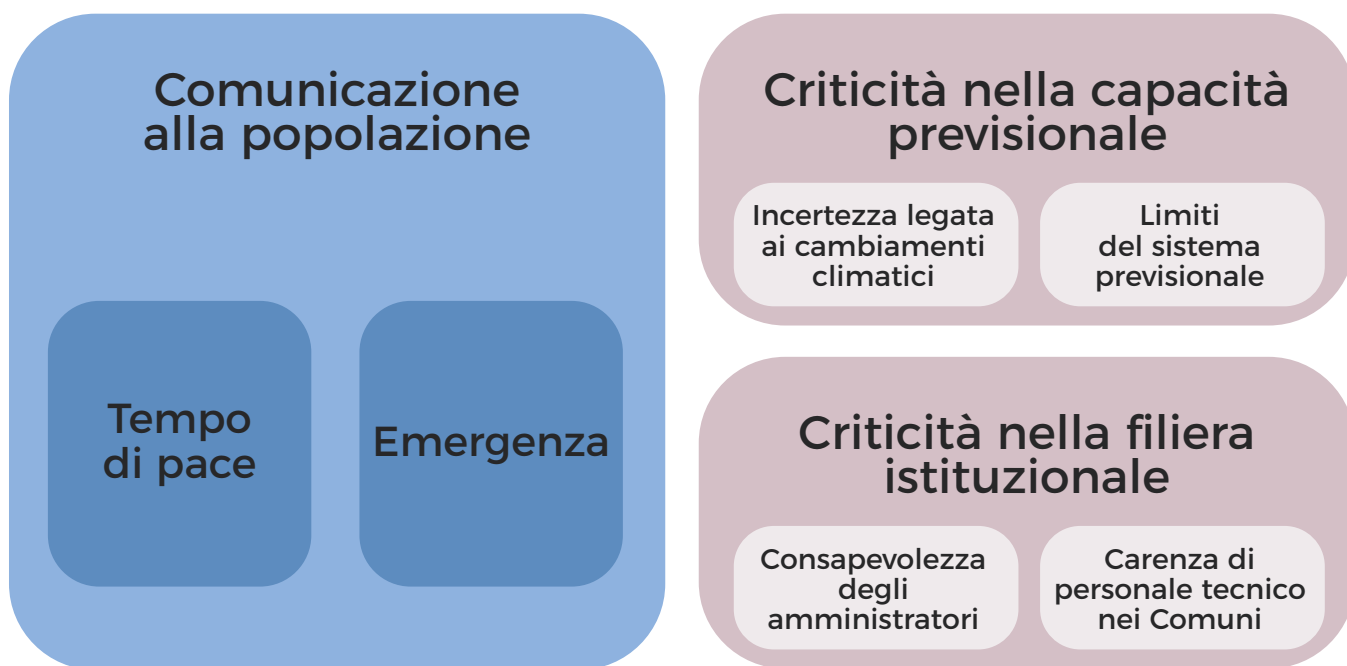 Comunicazione
alla popolazione
Tempo
di pace
Emergenza
Criticità nella capacità
previsionale
Incertezza legata
ai cambiamenti
climatici
Limiti
del sistema
previsionale
Criticità nella filiera
istituzionale
Consapevolezza
degli
amministratori
Carenza di
personale tecnico
nei Comuni